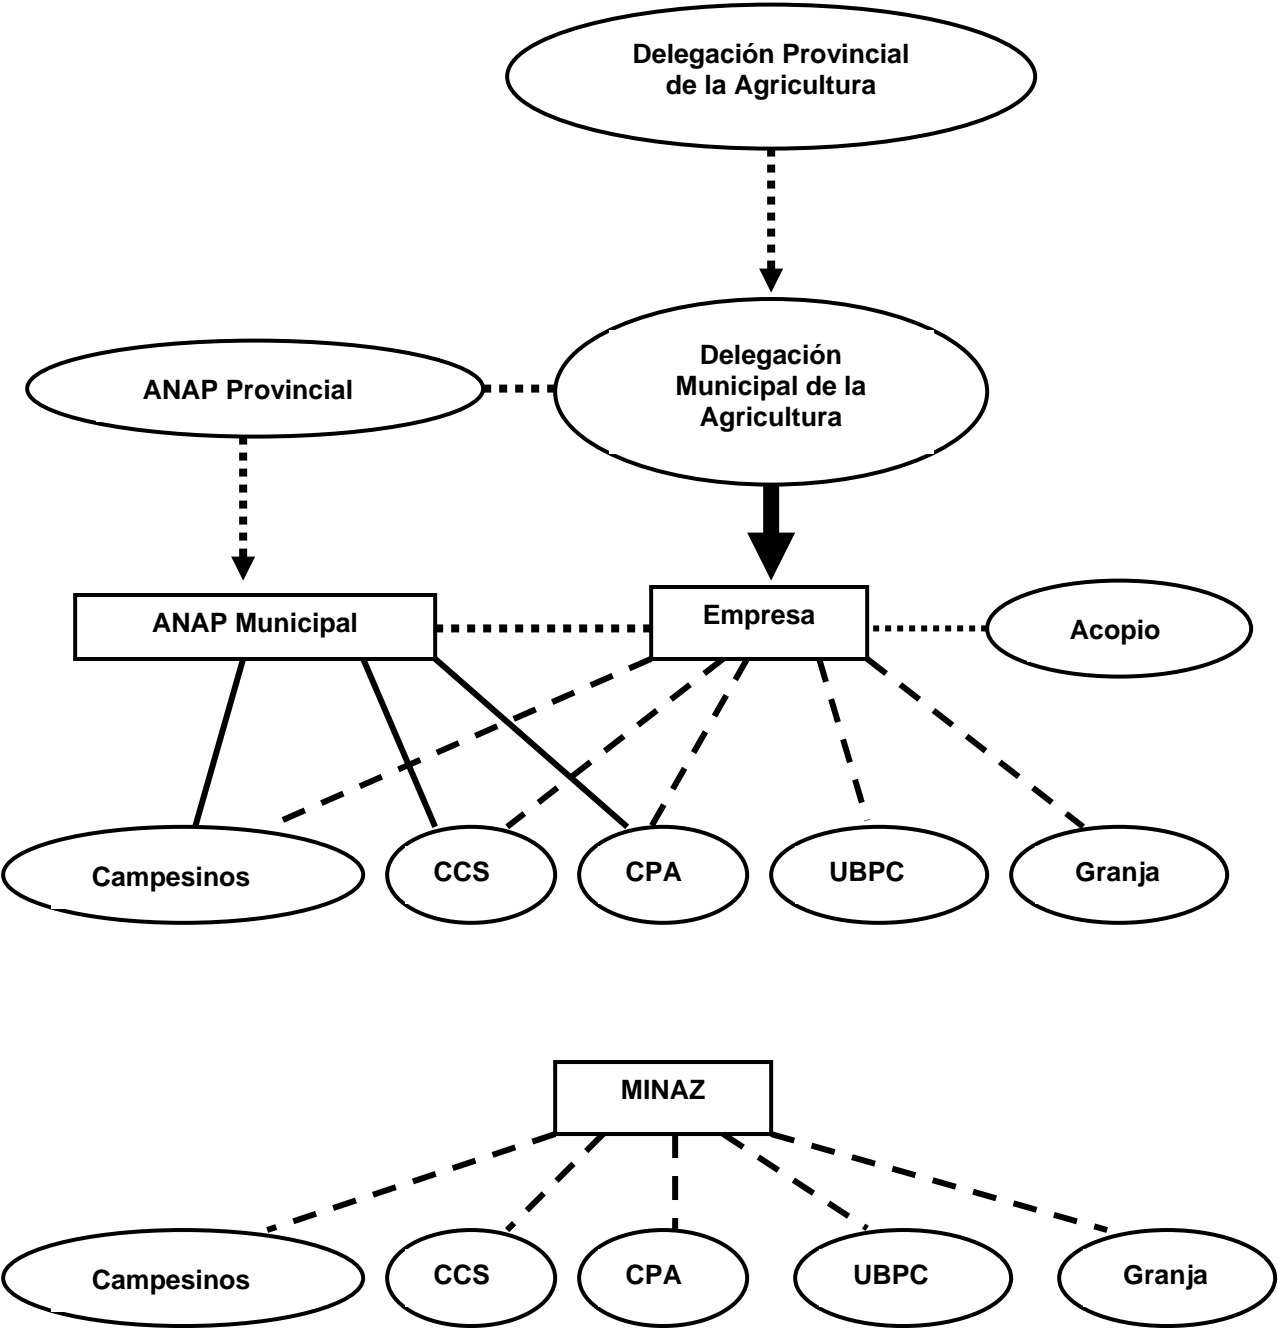 Delegación Provincial
de la Agricultura
Delegación
Municipal de la
Agricultura
ANAP Provincial
ANAP Municipal
Empresa
Acopio
Campesinos
CCS
CPA
UBPC
Granja
MINAZ
Campesinos
CCS
CPA
UBPC
Granja